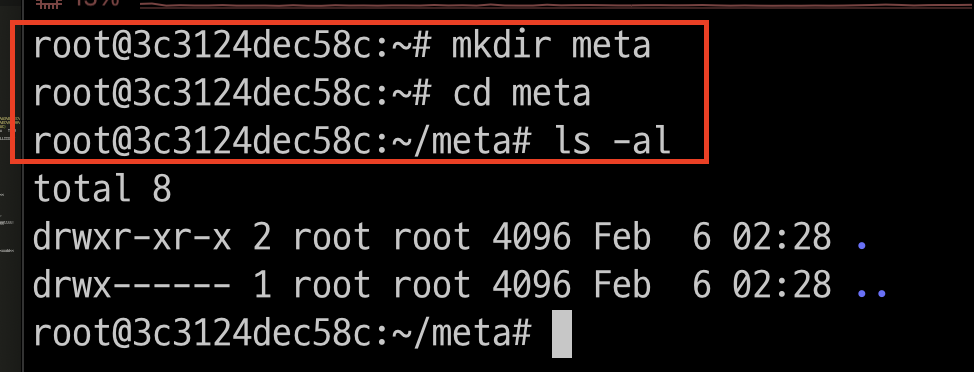 root@3c3124dec58c:~# mkdir meta
root@3c3124dec58c:~# cd meta
root@3c3124dec58c:~/meta# ls -al
total 8
drwxr-xr-x 2 root root 4096 Feb  6 02:28 .
drwx------ 1 root root 4096 Feb  6 02:28 ..
root@3c3124dec58c:~/meta#